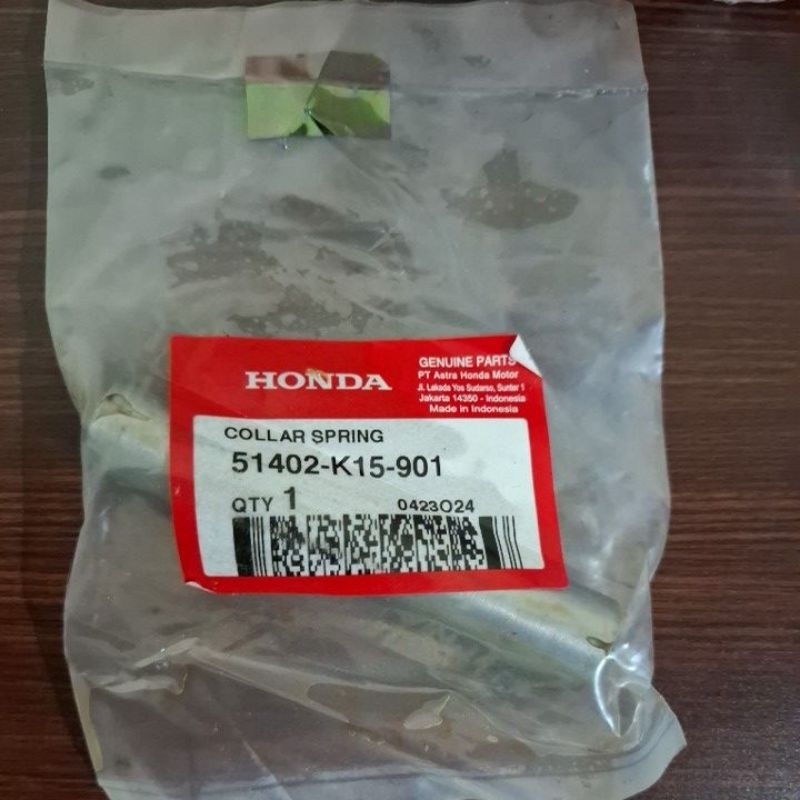 HONDA
GENUINE PARTS
PT Astra Honda Motor
Jl. Laksda Yos Sudarso, Sunter 1
Jakarta 14350 - Indonesia
Made in Indonesia
COLLAR SPRING
51402-K15-901
QTY 1
0423O24